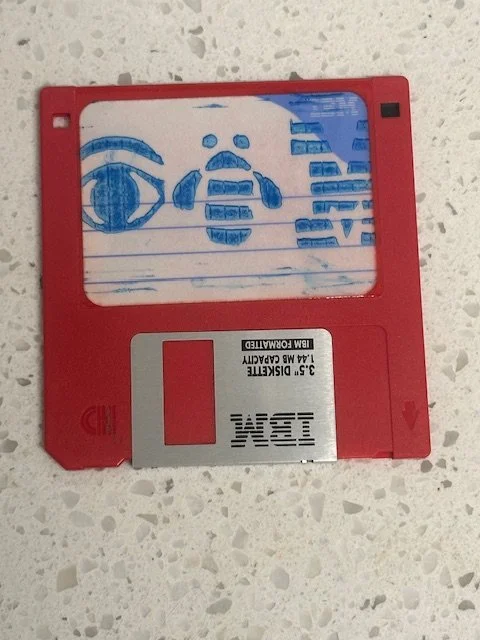 IBM FORMATTED
1.44 MB CAPACITY
3.5" DISKETTE
IBM